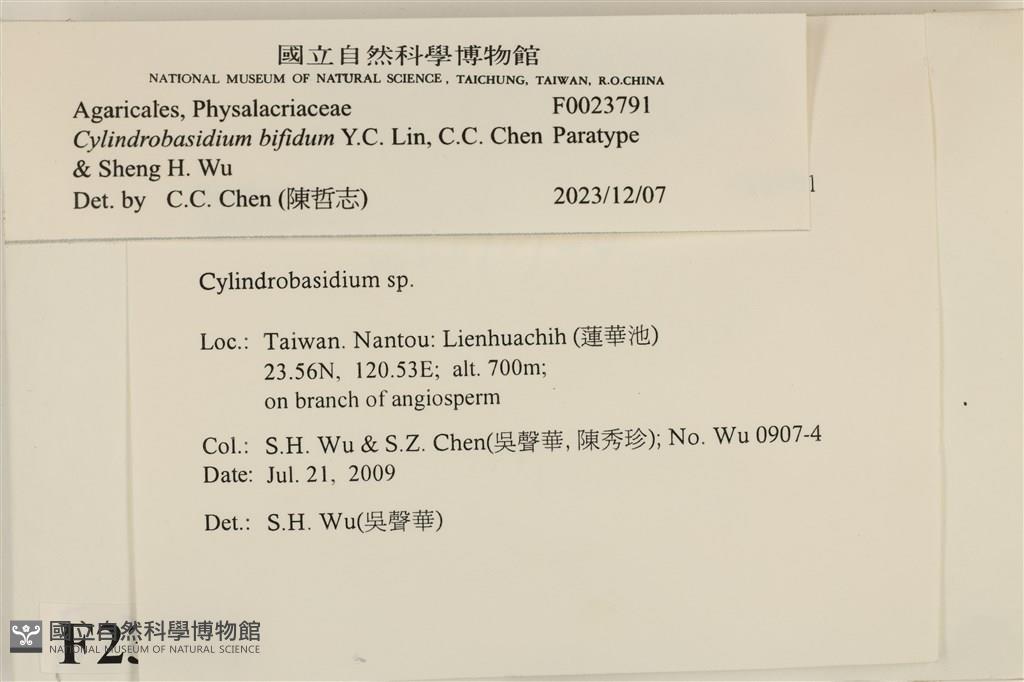 國立自然科學博物館
NATIONAL MUSEUM OF NATURAL SCIENCE, TAICHUNG, TAIWAN, R.O.CHINA
Agaricales, Physalacriaceae F0023791
Cylindrobasidium bifidum Y.C. Lin, C.C. Chen Paratype
& Sheng H. Wu
Det. by C.C. Chen (陳哲志) 2023/12/07
1
Cylindrobasidium sp.
Loc.: Taiwan. Nantou: Lienhuachih (蓮華池)
23.56N, 120.53E; alt. 700m;
on branch of angiosperm
Col.: S.H. Wu & S.Z. Chen(吳聲華, 陳秀珍); No. Wu 0907-4
Date: Jul. 21, 2009
Det.: S.H. Wu(吳聲華)
國立自然科學博物館
NATIONAL MUSEUM OF NATURAL SCIENCE